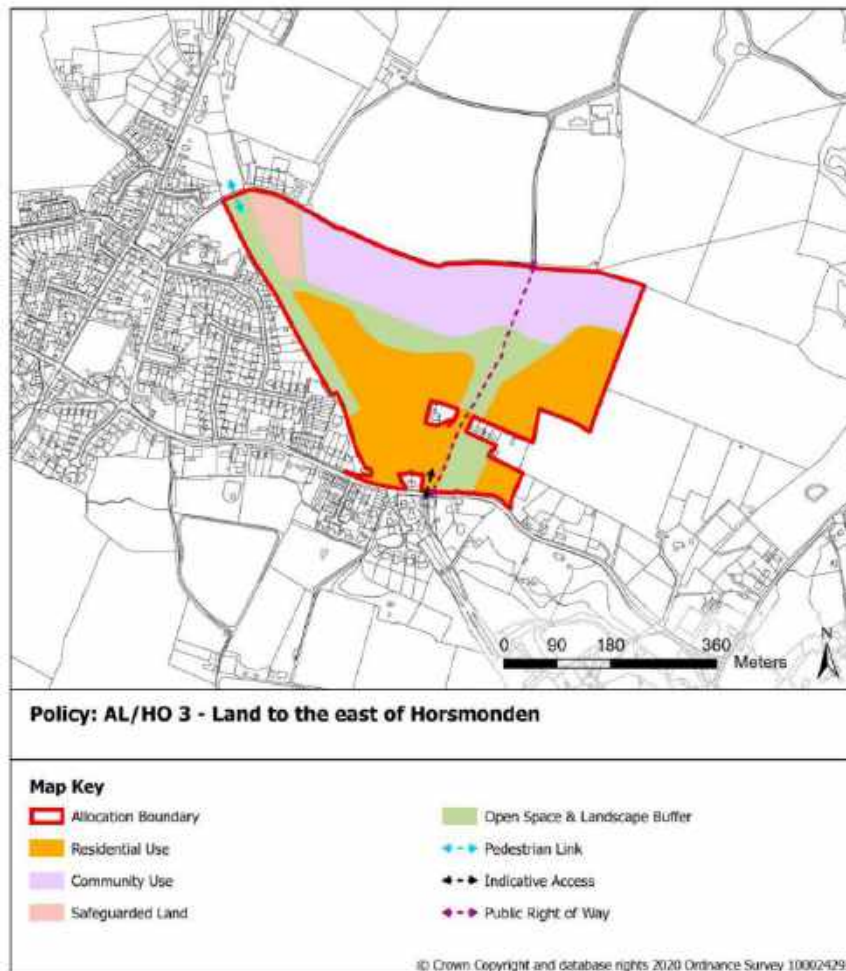 0 90 180 360
Meters
N
Policy: AL/HO 3 - Land to the east of Horsmonden
Map Key
Allocation Boundary
Residential Use
Community Use
Safeguarded Land
Open Space & Landscape Buffer
Pedestrian Link
Indicative Access
Public Right of Way
© Crown Copyright and database rights 2020 Ordnance Survey 10002429